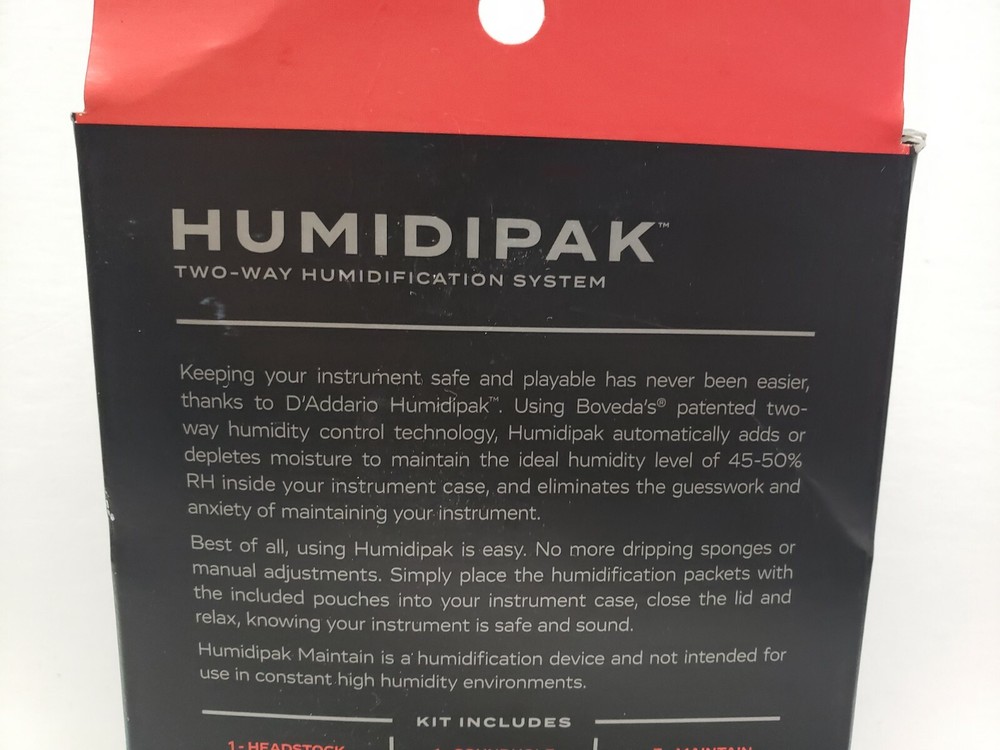 HUMIDIPAK™
TWO-WAY HUMIDIFICATION SYSTEM
Keeping your instrument safe and playable has never been easier,
thanks to D'Addario Humidipak™. Using Boveda's® patented two-
way humidity control technology, Humidipak automatically adds or
depletes moisture to maintain the ideal humidity level of 45-50%
RH inside your instrument case, and eliminates the guesswork and
anxiety of maintaining your instrument.
Best of all, using Humidipak is easy. No more dripping sponges or
manual adjustments. Simply place the humidification packets with
the included pouches into your instrument case, close the lid and
relax, knowing your instrument is safe and sound.
Humidipak Maintain is a humidification device and not intended for
use in constant high humidity environments.
KIT INCLUDES
1 - HEADSTOCK
MAINTAIN